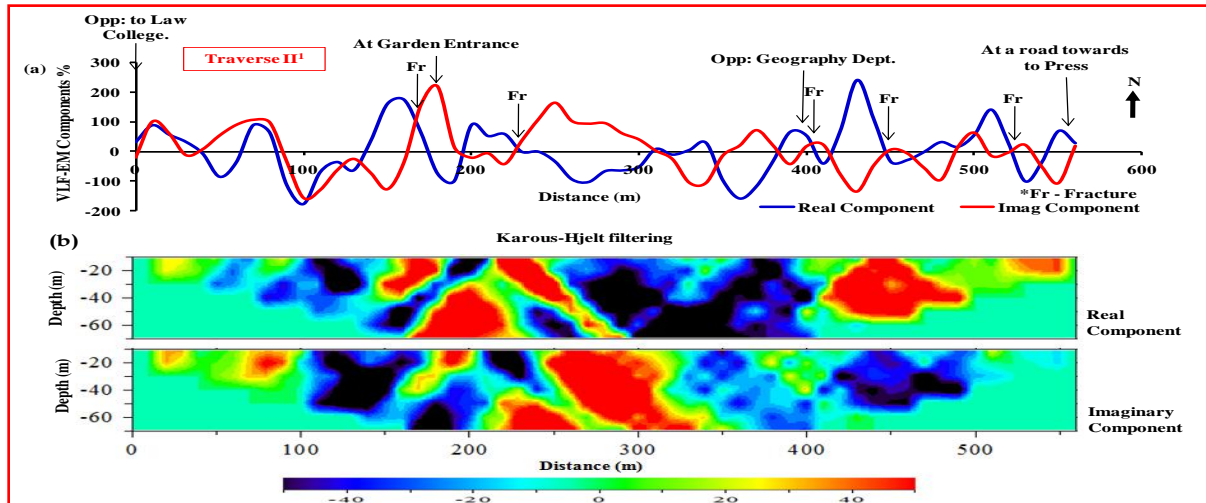 Opp: to Law
College.
Traverse II¹
At Garden Entrance
Opp: Geography Dept.
At a road towards
to Press
(a)
VLF-EM Components %
300
200
100
0
-100
-200
Fr
Fr
Fr
Fr
Fr
N
0
100
200
300
400
500
600
Distance (m)
*Fr - Fracture
Real Component
Imag Component
(b)
Karous-Hjelt filtering
Depth (m)
-20
-40
-60
Real
Component
Depth (m)
-20
-40
-60
Imaginary
Component
0
100
200
300
400
500
Distance (m)
-40
-20
0
20
40